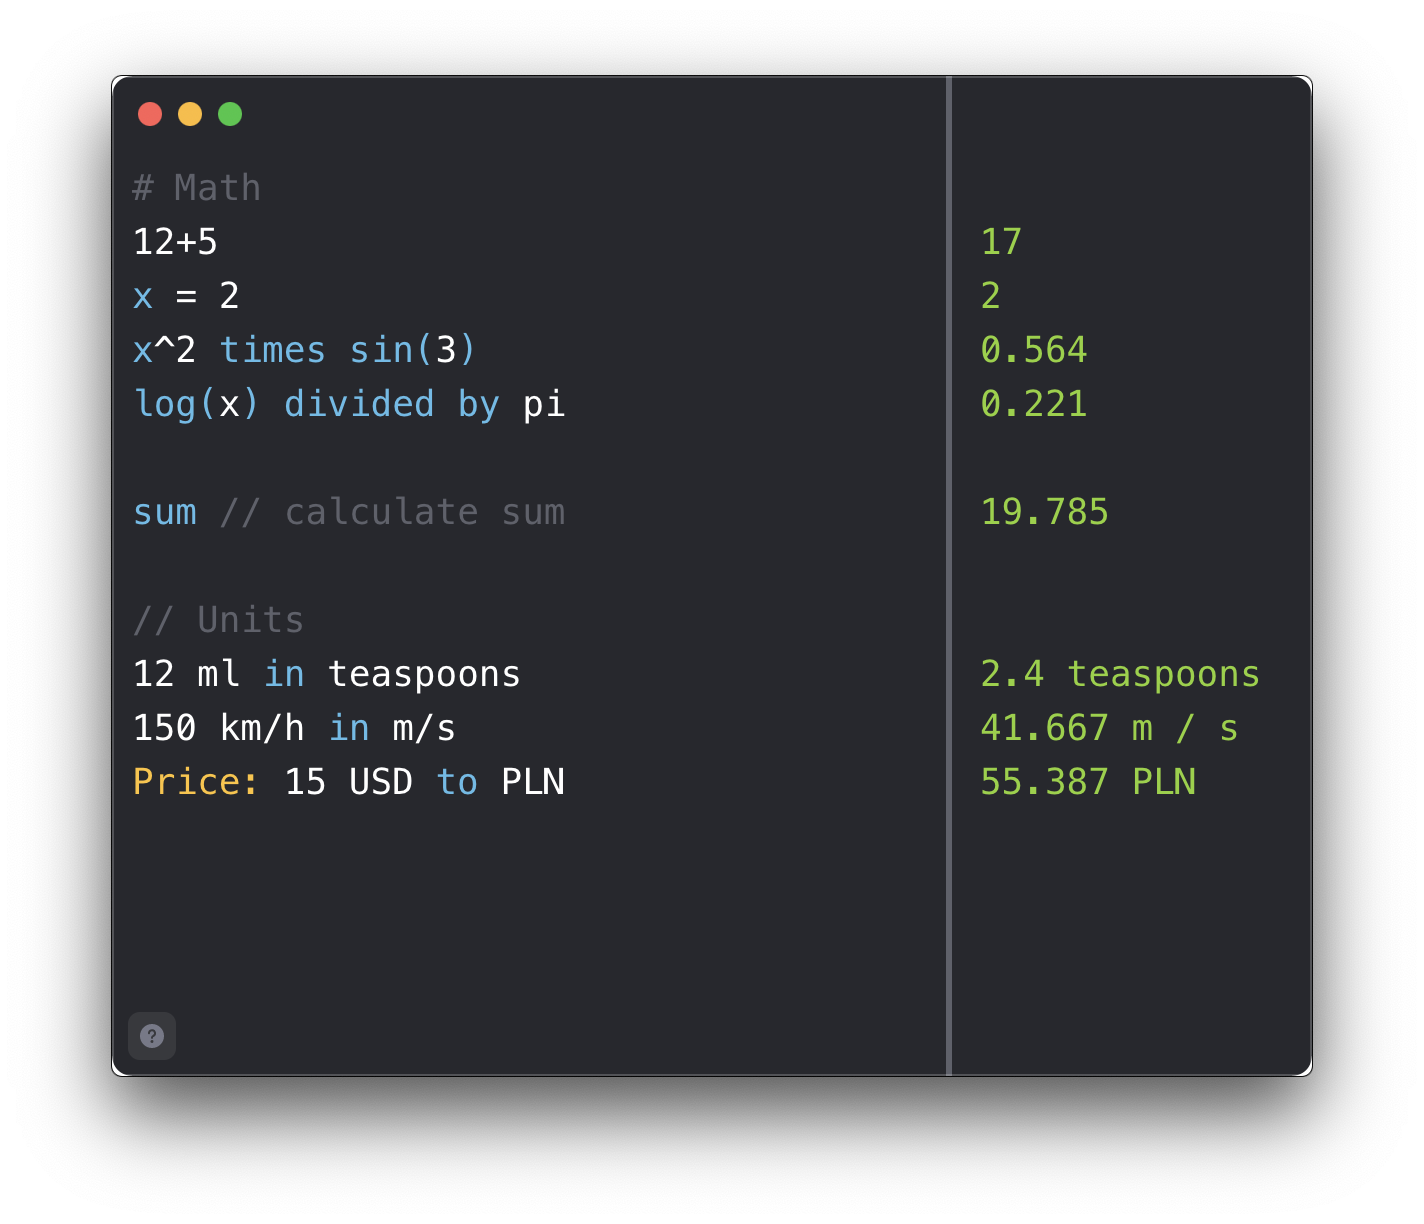 # Math
12+5 17
x = 2 2
x^2 times sin(3) 0.564
log(x) divided by pi 0.221
sum // calculate sum 19.785
// Units
12 ml in teaspoons 2.4 teaspoons
150 km/h in m/s 41.667 m / s
Price: 15 USD to PLN 55.387 PLN
?